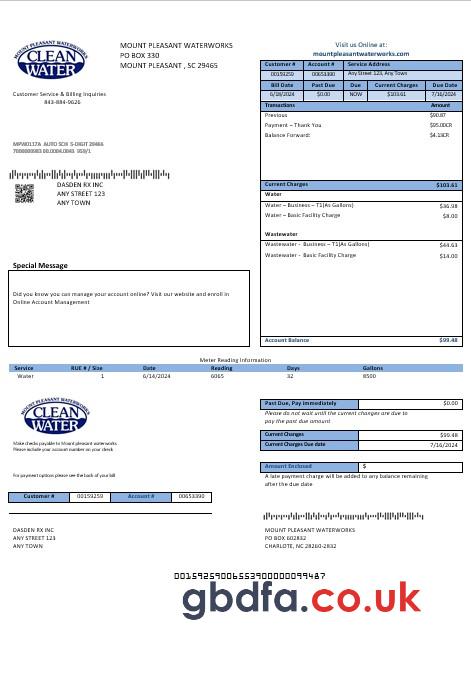 MOUNT PLEASANT WATERWORKS
CLEAN
WATER
MOUNT PLEASANT WATERWORKS
PO BOX 330
MOUNT PLEASANT , SC 29465
Customer Service & Billing Inquiries
843-884-9626
Visit us Online at:
mountpleasantwaterworks.com
Customer # Account # Service Address
00159259 00653390 Any Street 123, Any Town
Bill Date Past Due Due Current Charges Due Date
6/18/2024 $0.00 NOW $103.61 7/16/2024
Transactions Amount
Previous $90.87
Payment – Thank You $95.00CR
Balance Forward: $4.13CR
Current Charges $103.61
Water
Water – Business – T1(As Gallons) $36.98
Water – Basic Facility Charge $8.00
Wastewater
Wastewater - Business – T1(As Gallons) $44.63
Wastewater - Basic Facility Charge $14.00
Account Balance $99.48
MPW0117A AUTO SCH 5-DIGIT 29464
7000000983 00.0004.0043 953/1
DASDEN RX INC
ANY STREET 123
ANY TOWN
Special Message
Did you know you can manage your account online? Visit our website and enroll in
Online Account Management
Meter Reading Information
Service RUE # / Size Date Reading Days Gallons
Water 1 6/14/2024 6065 32 8500
MOUNT PLEASANT WATERWORKS
CLEAN
WATER
Make checks payable to Mount pleasant waterworks
Please include your account number on your check
For payment options please see the back of your bill
Customer # 00159259 Account # 00653390
Past Due, Pay Immediately $0.00
Please do not wait until the current changes are due to
pay the past due amount
Current Charges $99.48
Current Charges Due date 7/16/2024
Amount Enclosed $
A late payment charge will be added to any balance remaining
after the due date
DASDEN RX INC
ANY STREET 123
ANY TOWN
MOUNT PLEASANT WATERWORKS
PO BOX 602832
CHARLOTE, NC 28260-2832
0015925900653900000099487
gbdfa.co.uk